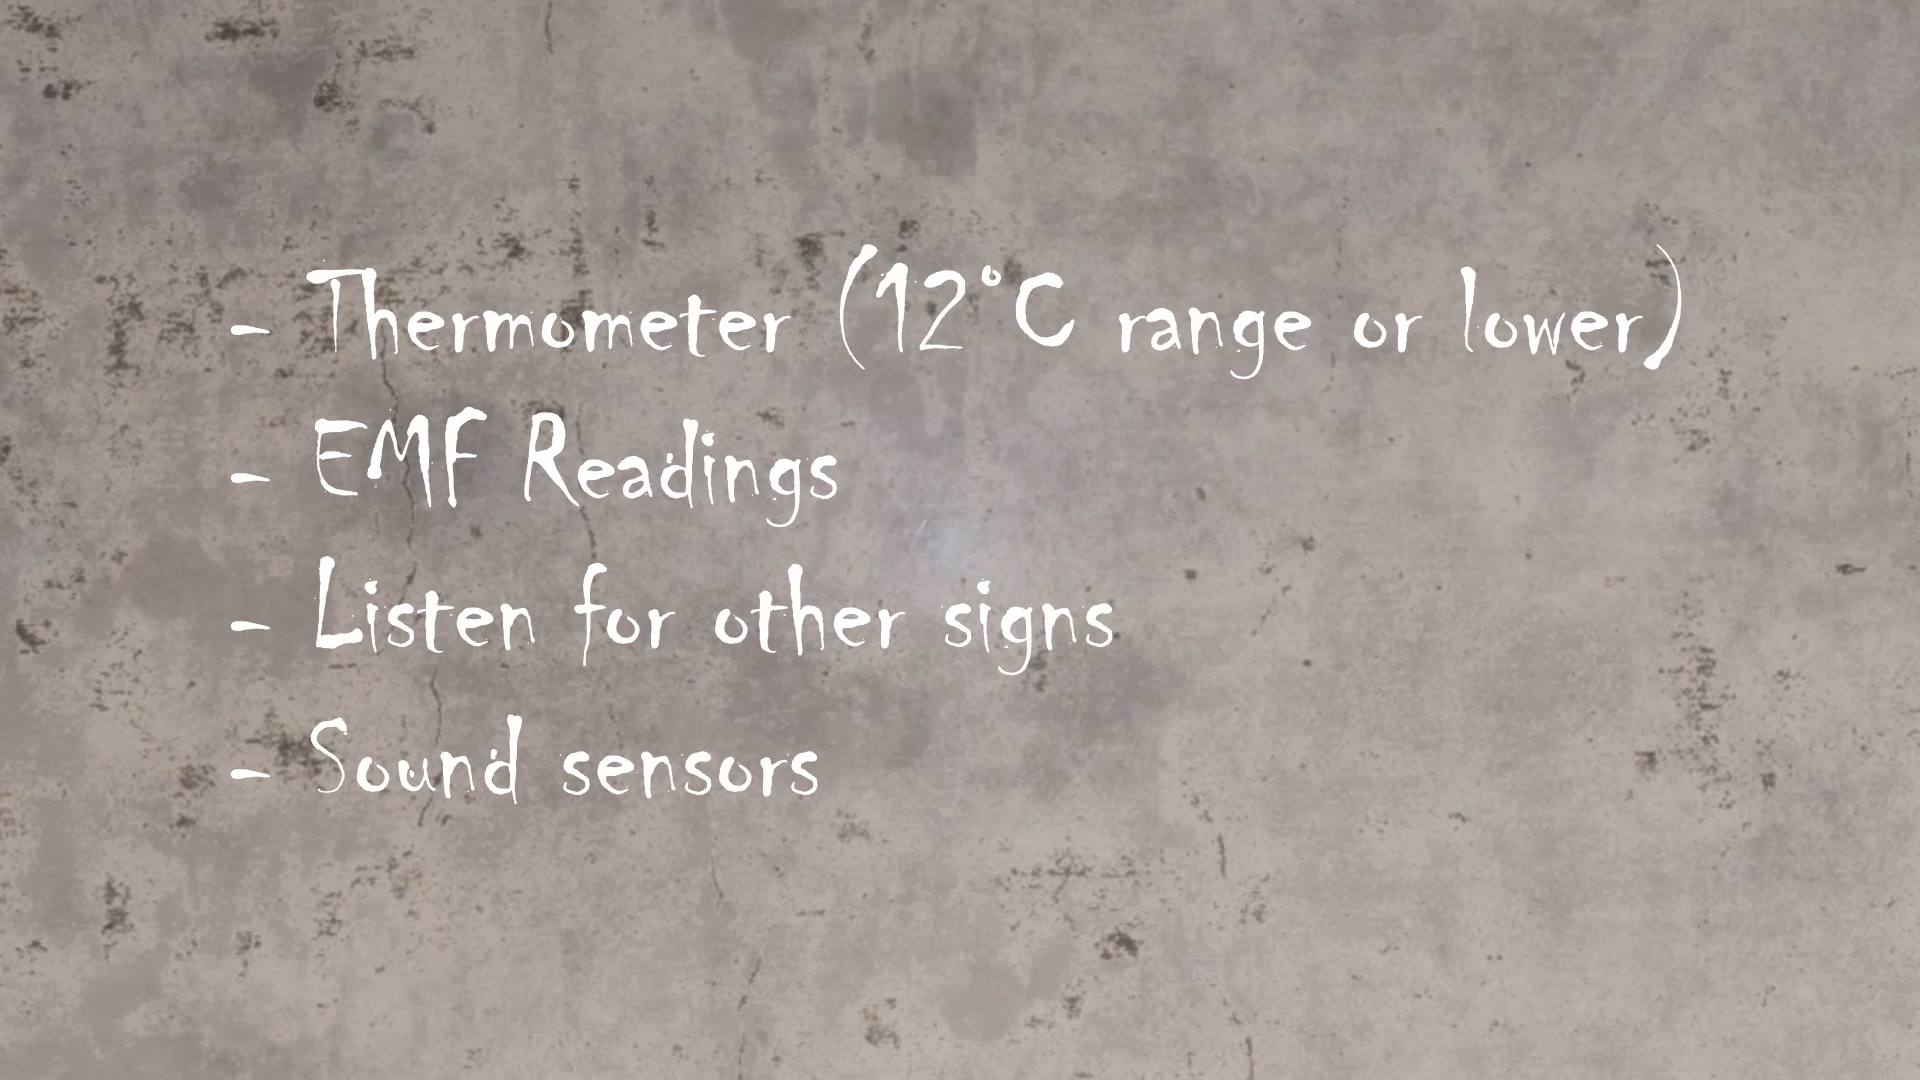 - Thermometer (12°C range or lower)
- EMF Readings
- Listen for other signs
- Sound sensors